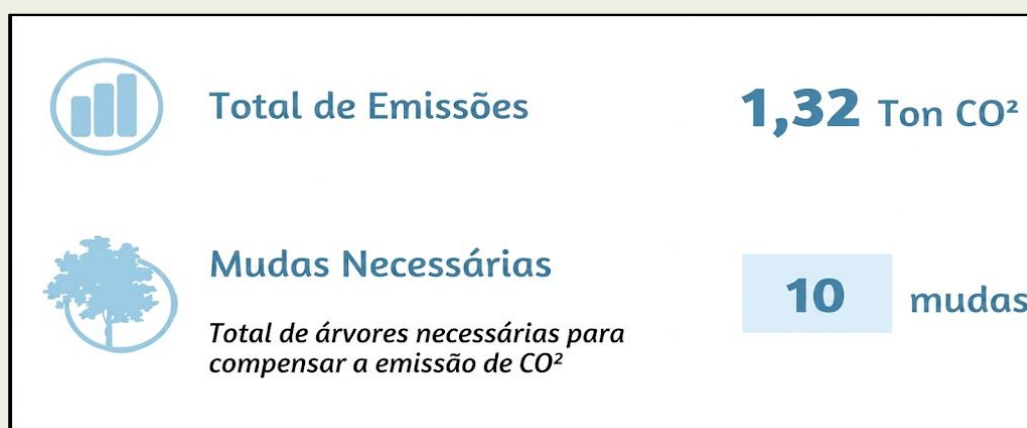 Total de Emissões
1,32 Ton CO²
Mudas Necessárias
10 mudas
Total de árvores necessárias para
compensar a emissão de CO²